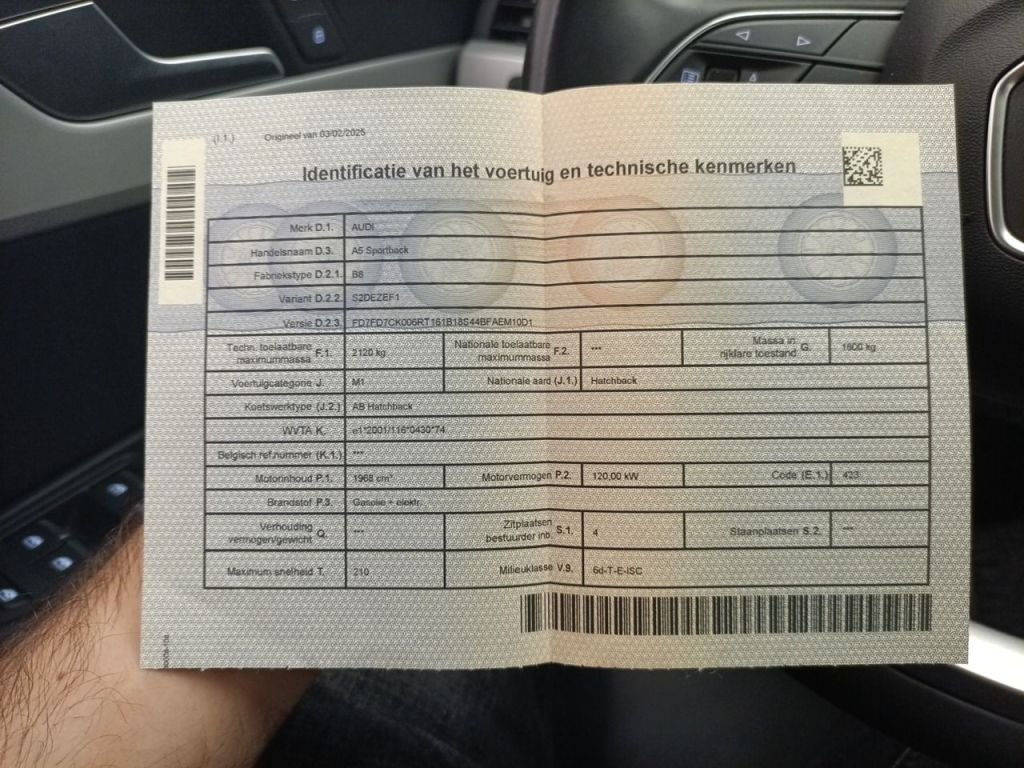 (I.1.) Origineel van 03/02/2025
Identificatie van het voertuig en technische kenmerken
Merk D.1. AUDI
Handelsnaam D.3. A5 Sportback
Fabriekstype D.2.1. B8
Variant D.2.2. S2DEZEF1
Versie D.2.3. FD7FD7CK006RT161B18S44BFAEM10D1
Techn. toelaatbare maximummassa F.1. 2120 kg Nationale toelaatbare maximummassa F.2. *** Massa in rijklare toestand G. 1600 kg
Voertuigcategorie J. M1 Nationale aard (J.1.) Hatchback
Koetswerktype (J.2.) AB Hatchback
WVTA K. e1*2001/116*0430*74
Belgisch ref.nummer (K.1.) ***
Motorinhoud P.1. 1968 cm³ Motorvermogen P.2. 120,00 kW Code (E.1.) 423
Brandstof P.3. Gasolie + elektr.
Verhouding vermogen/gewicht Q. --- Zitplaatsen bestuurder inb. S.1. 4 Staanplaatsen S.2. ---
Maximum snelheid T. 210 Milieuklasse V.9. 6d-T-E-ISC